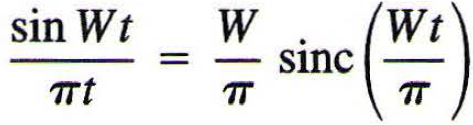 sin Wt / πt = W / π sinc(Wt / π)